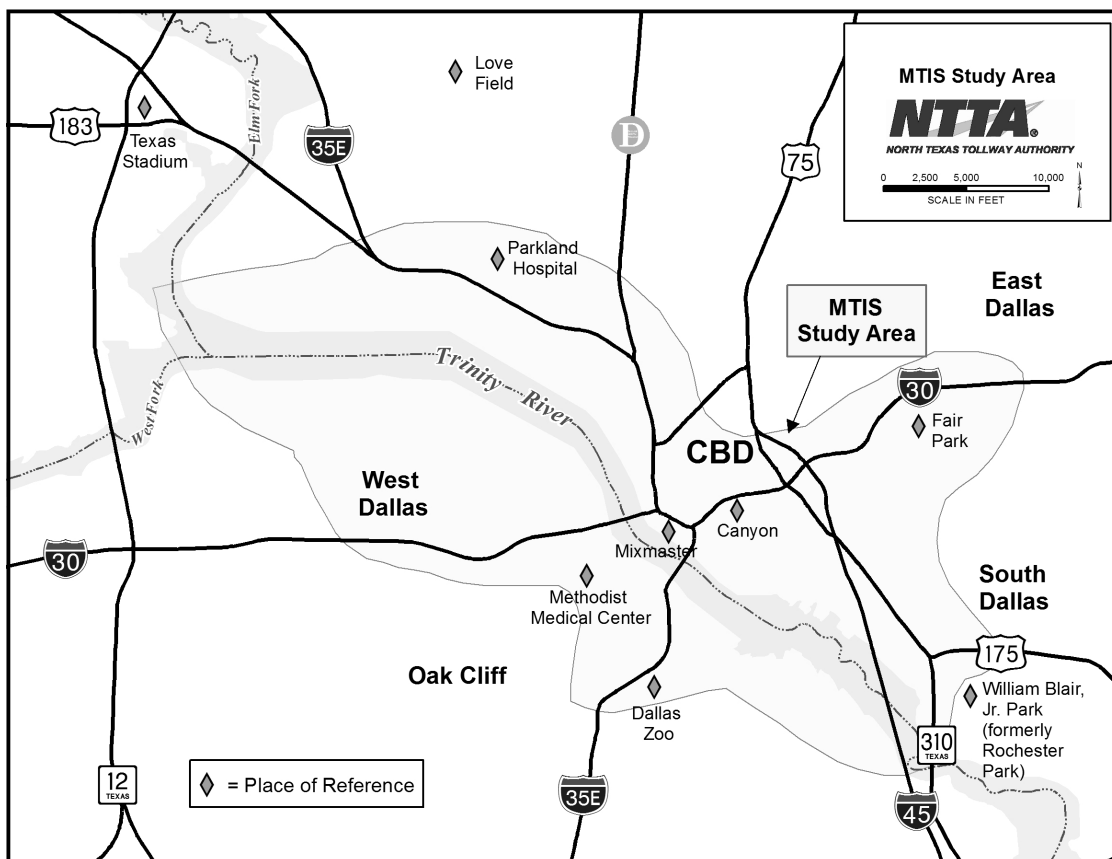 MTIS Study Area
NTTA®
NORTH TEXAS TOLLWAY AUTHORITY
N
0 2,500 5,000 10,000
SCALE IN FEET
Love
Field
183
Texas
Stadium
Elm Fork
35E
D
75
Parkland
Hospital
East
Dallas
MTIS
Study Area
Trinity River
West Fork
30
Fair
Park
CBD
West
Dallas
Canyon
30
Mixmaster
Methodist
Medical Center
South
Dallas
175
Oak Cliff
Dallas
Zoo
William Blair,
Jr. Park
(formerly
Rochester
Park)
310
TEXAS
12
TEXAS
= Place of Reference
35E
45